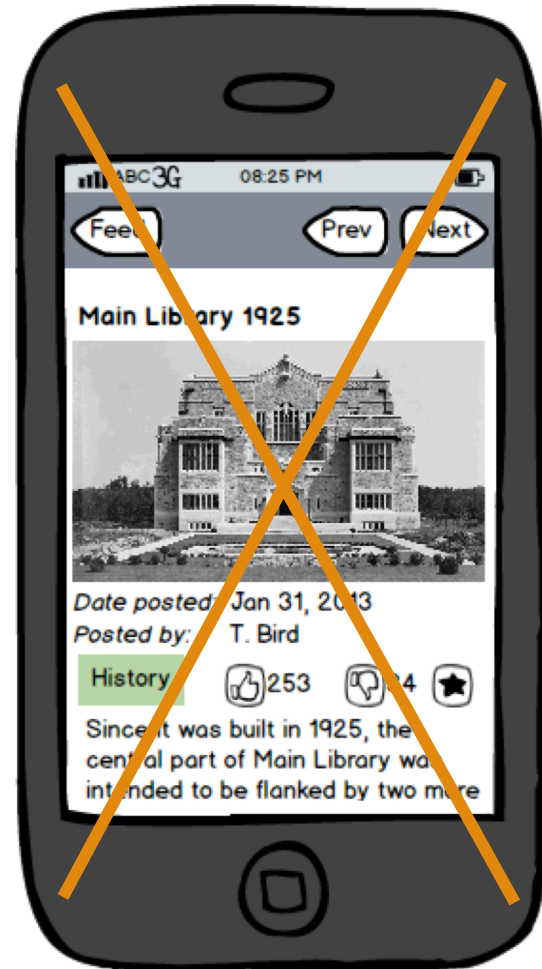 ABC 3G 08:25 PM
Feed Prev Next
Main Library 1925
Date posted: Jan 31, 2013
Posted by: T. Bird
History 253 4
Since it was built in 1925, the
central part of Main Library was
intended to be flanked by two more